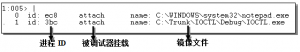 1:005> |
0 id: ec8 attach name: C:\WINDOWS\system32\notepad.exe
1 id: 3bc attach name: C:\Trunk\IOCTL\Debug\IOCTL.exe
进程 ID 被调试器挂载 镜像文件